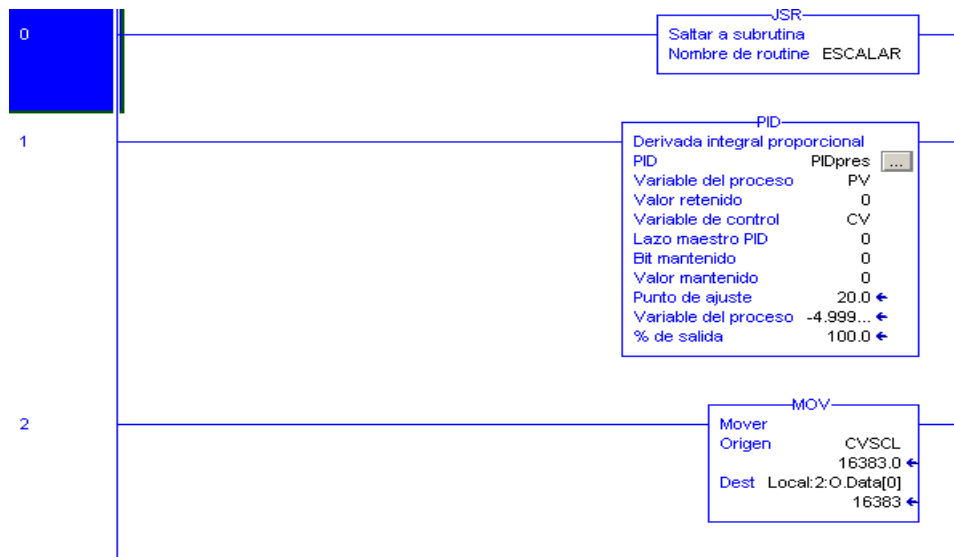 0
JSR
Saltar a subrutina
Nombre de routine ESCALAR
1
PID
Derivada integral proporcional
PID PIDpres ...
Variable del proceso PV
Valor retenido 0
Variable de control CV
Lazo maestro PID 0
Bit mantenido 0
Valor mantenido 0
Punto de ajuste 20.0
Variable del proceso -4.999...
% de salida 100.0
2
MOV
Mover
Origen CVSCL
16383.0
Dest Local:2:O.Data[0]
16383